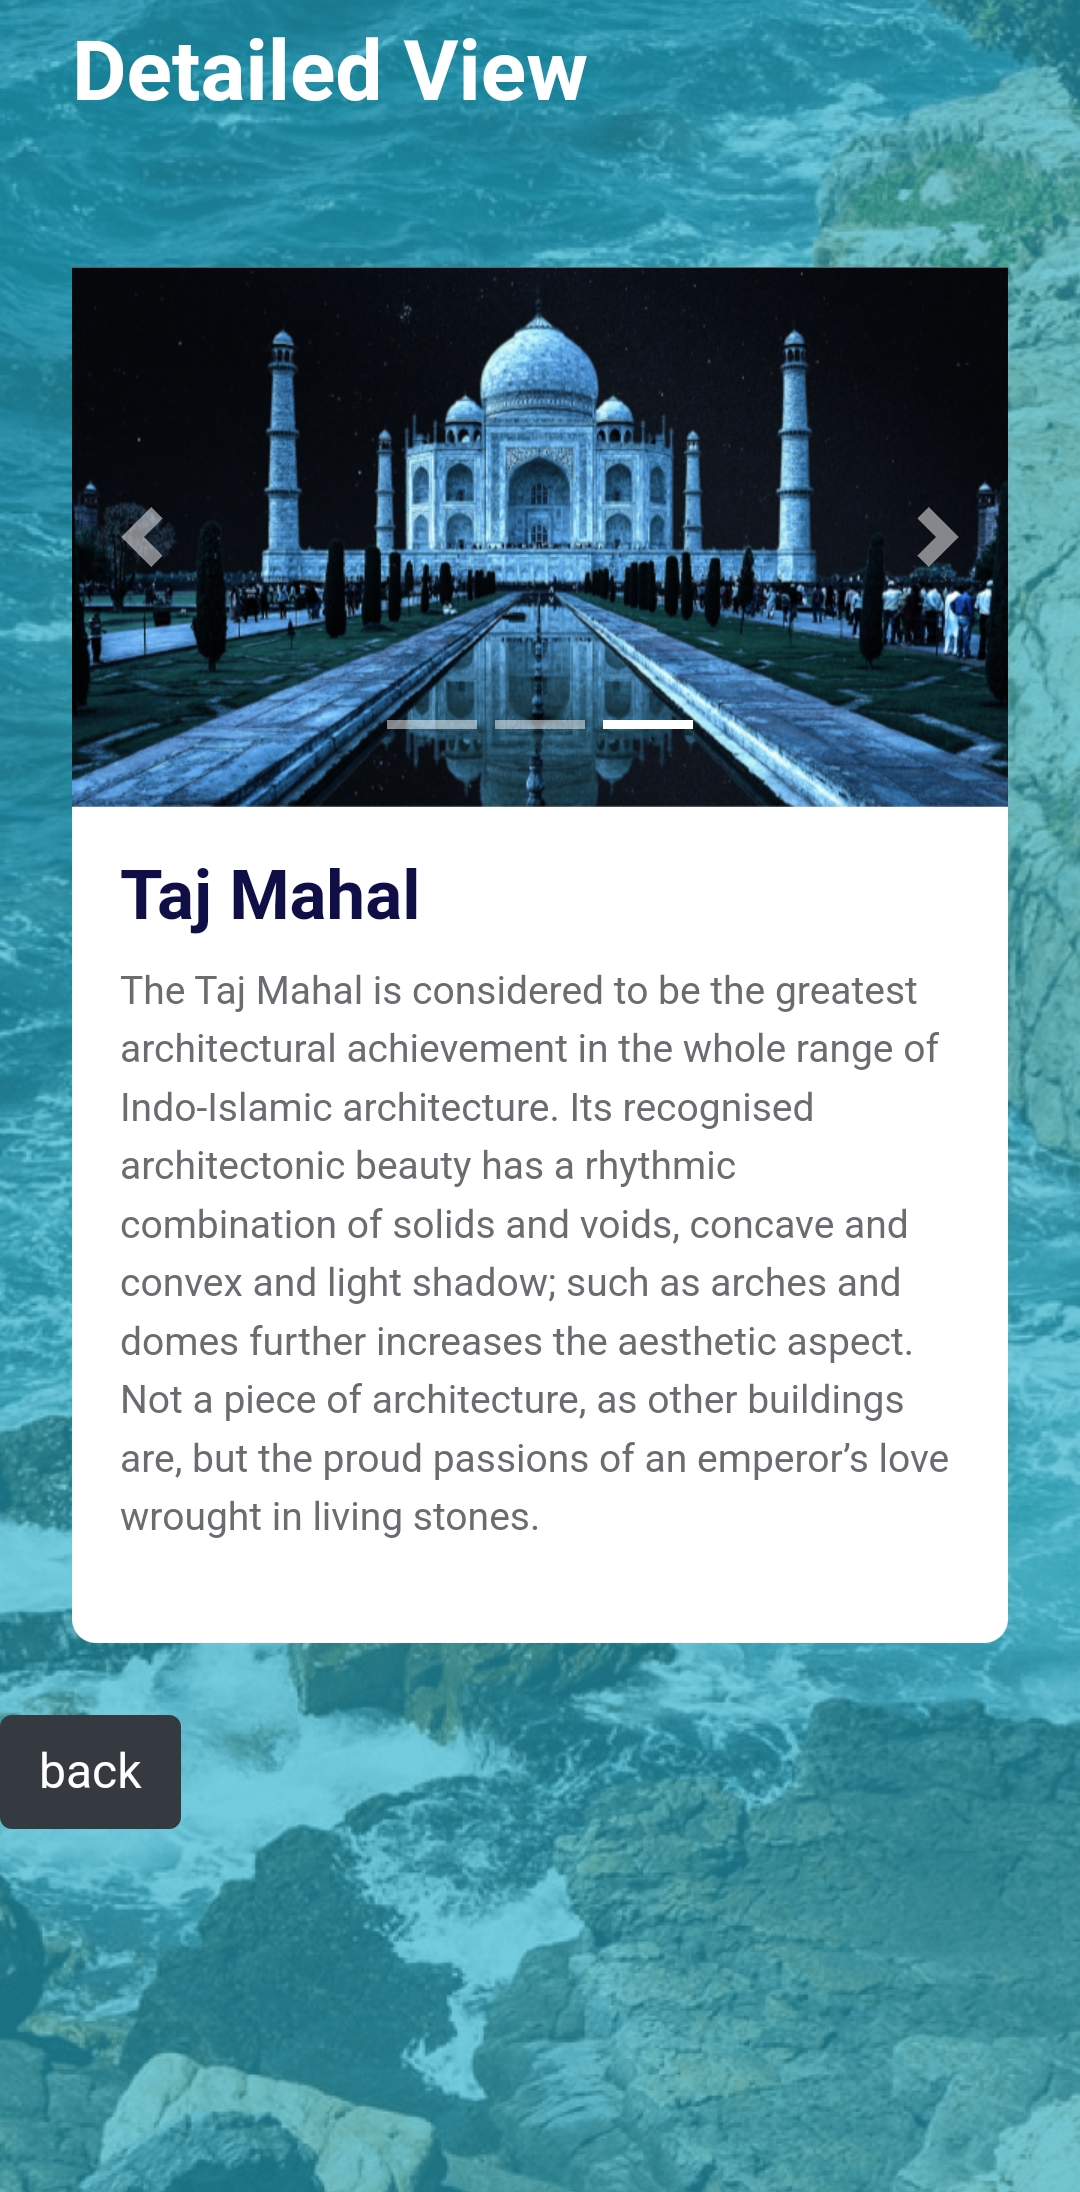 Detailed View
Taj Mahal
The Taj Mahal is considered to be the greatest
architectural achievement in the whole range of
Indo-Islamic architecture. Its recognised
architectonic beauty has a rhythmic
combination of solids and voids, concave and
convex and light shadow; such as arches and
domes further increases the aesthetic aspect.
Not a piece of architecture, as other buildings
are, but the proud passions of an emperor’s love
wrought in living stones.
back